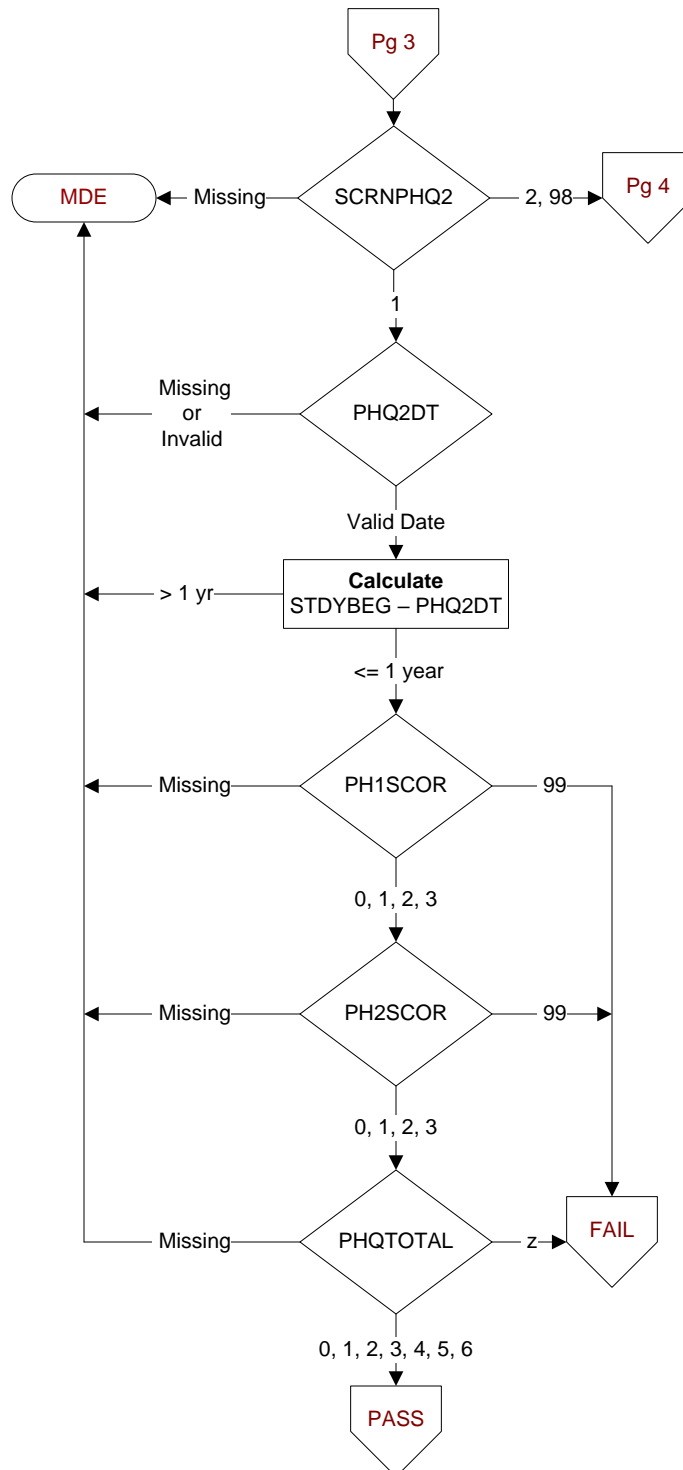 Pg 3
MDE
Missing
SCRNPHQ2
2, 98
Pg 4
1
Missing
or
Invalid
PHQ2DT
Valid Date
Calculate
> 1 yr
STDYBEG – PHQ2DT
<= 1 year
Missing
PH1SCOR
99
0, 1, 2, 3
Missing
PH2SCOR
99
0, 1, 2, 3
Missing
PHQTOTAL
z
FAIL
0, 1, 2, 3, 4, 5, 6
PASS